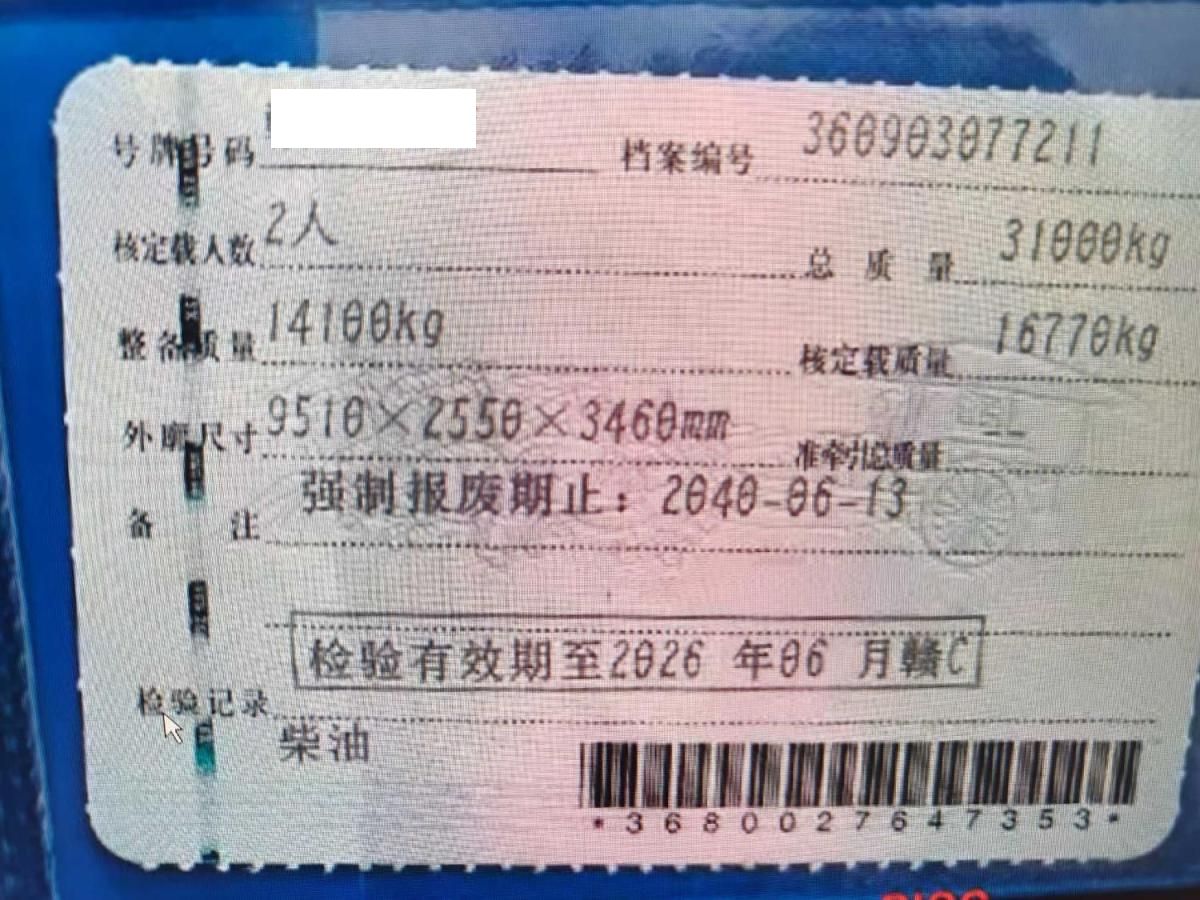 号牌号码 档案编号 360903077211
核定载人数 2人 总质量 31000kg
整备质量 14100kg 核定载质量 16770kg
外廓尺寸 9510×2550×3460mm 准牵引总质量
备注 强制报废期止：2040-06-13
检验有效期至2026 年06 月赣C
检验记录
柴油
*3680027647353*